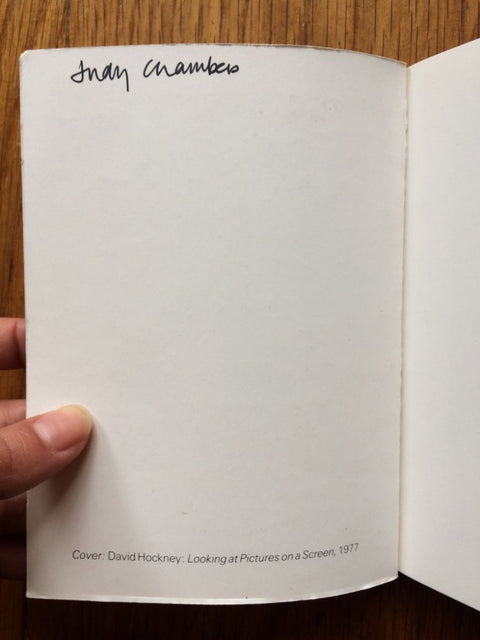 Judy Chambers
Cover: David Hockney: Looking at Pictures on a Screen, 1977